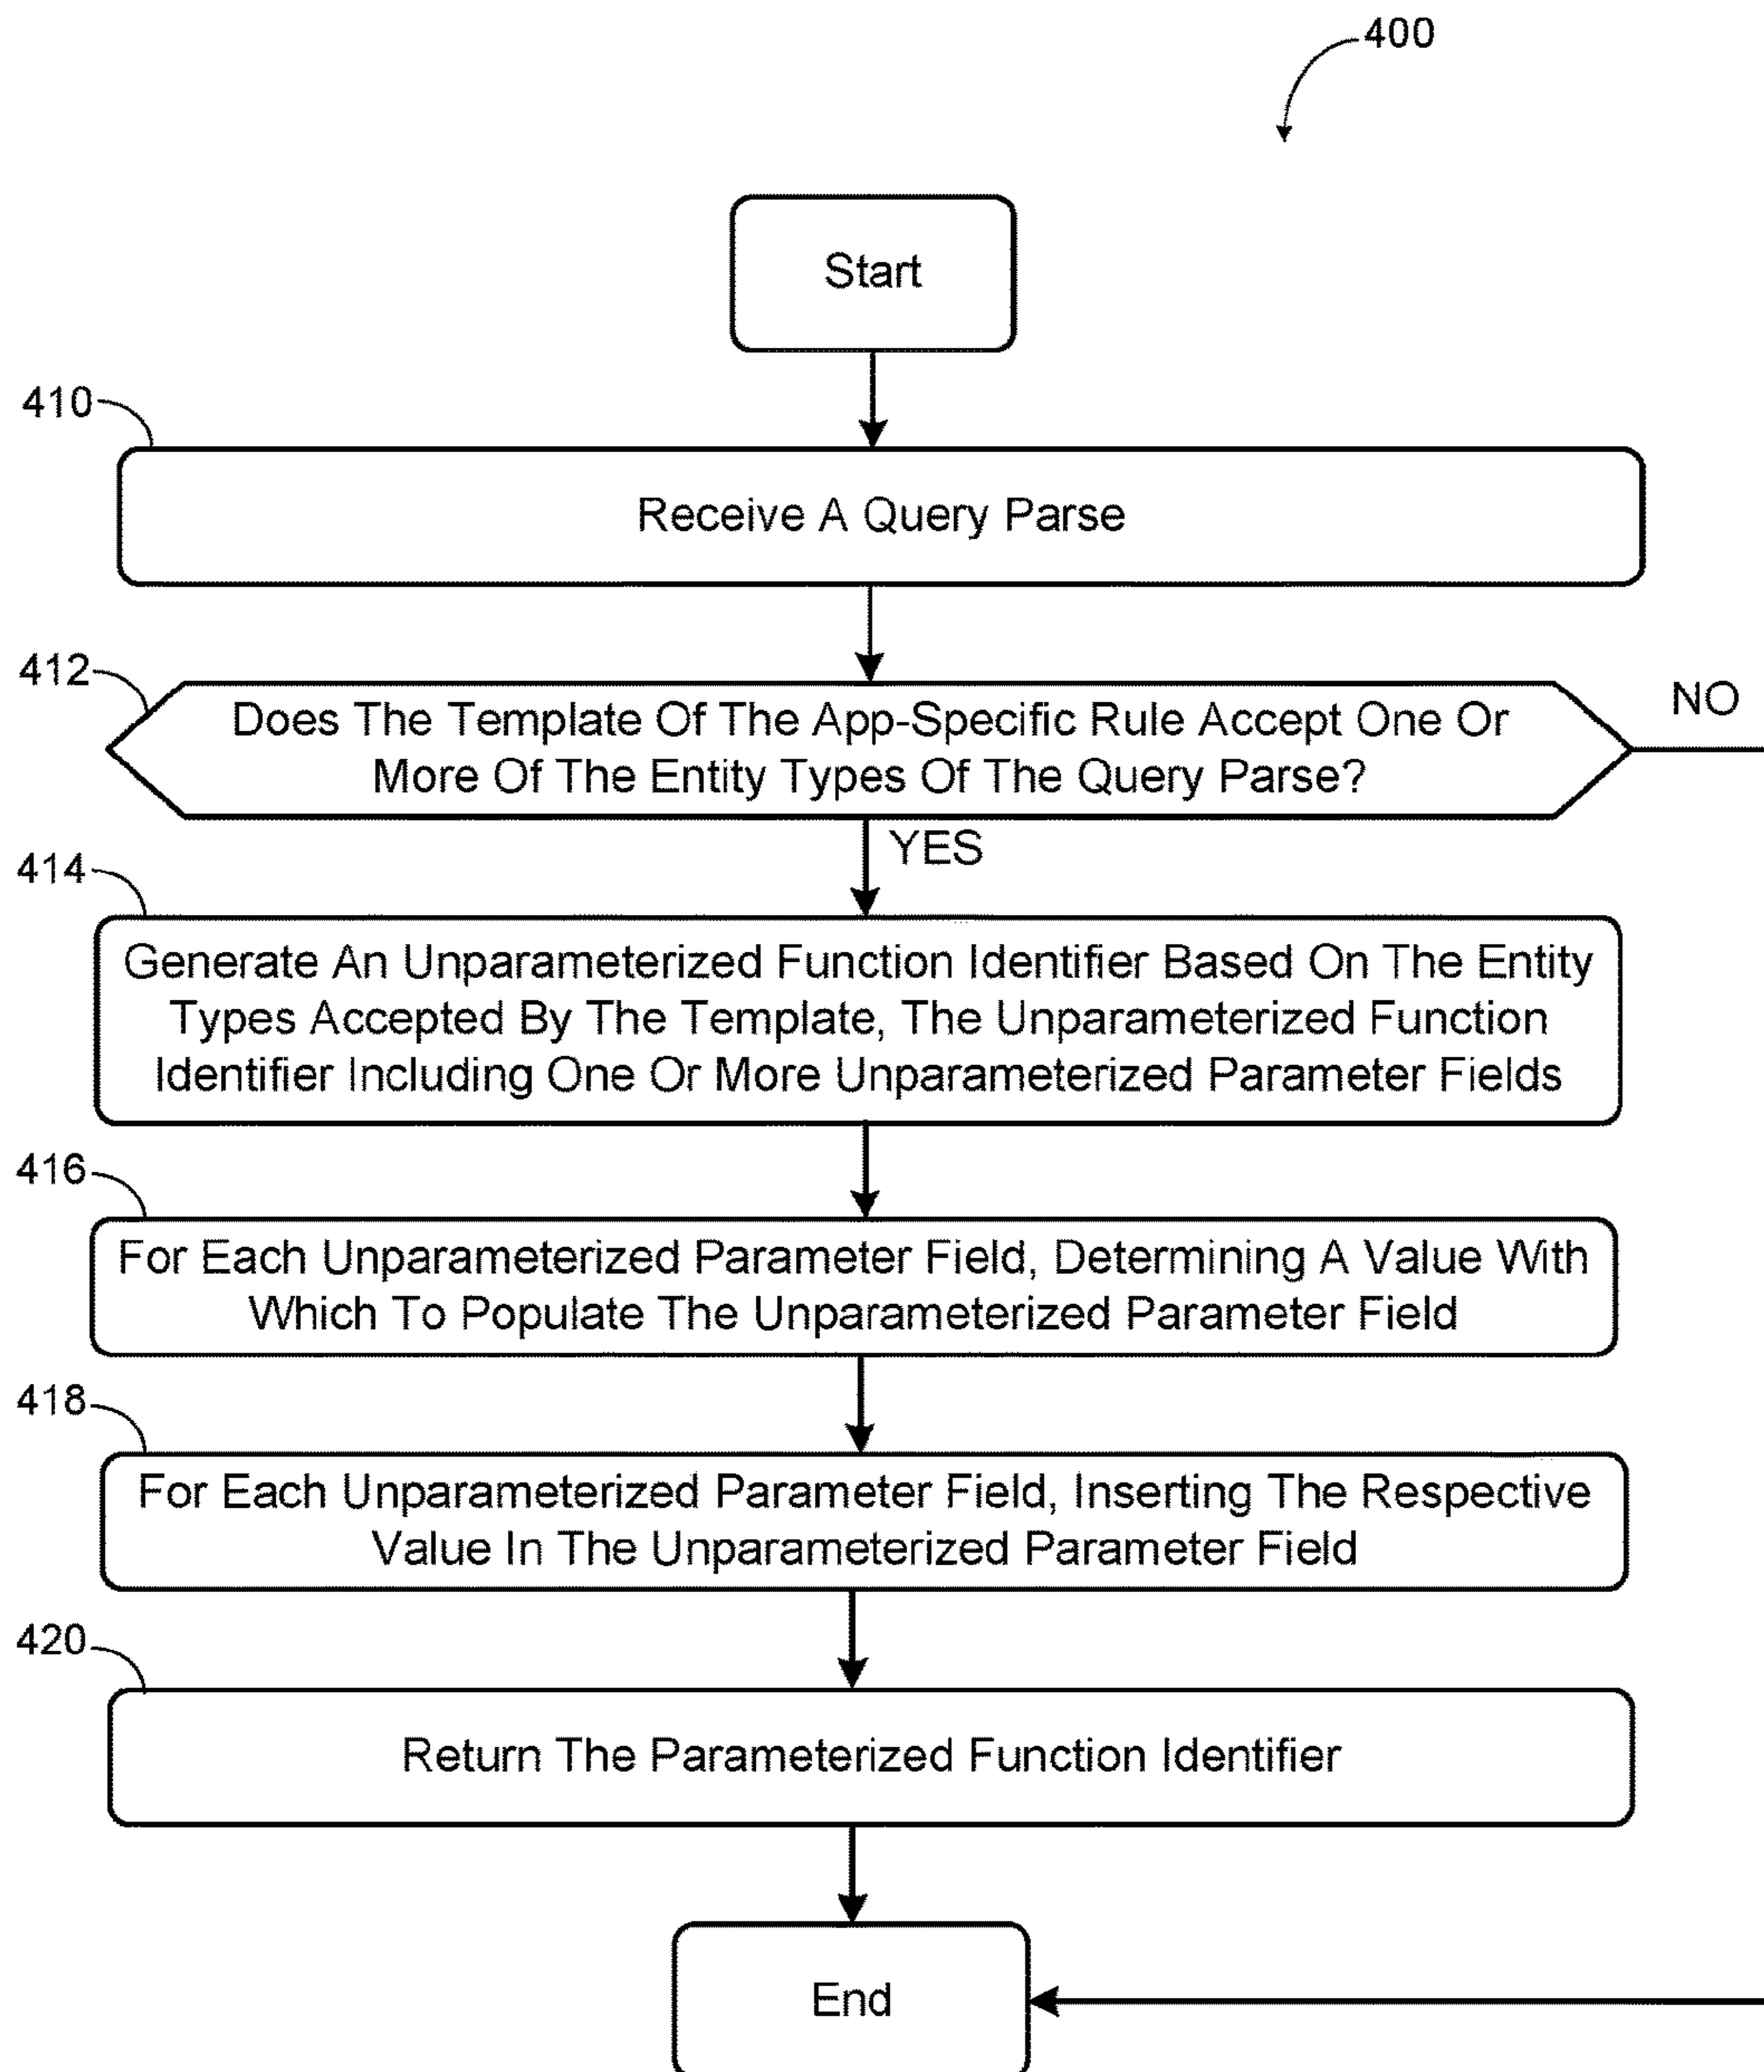 400
Start
410
Receive A Query Parse
412
Does The Template Of The App-Specific Rule Accept One Or
More Of The Entity Types Of The Query Parse?
NO
YES
414
Generate An Unparameterized Function Identifier Based On The Entity
Types Accepted By The Template, The Unparameterized Function
Identifier Including One Or More Unparameterized Parameter Fields
416
For Each Unparameterized Parameter Field, Determining A Value With
Which To Populate The Unparameterized Parameter Field
418
For Each Unparameterized Parameter Field, Inserting The Respective
Value In The Unparameterized Parameter Field
420
Return The Parameterized Function Identifier
End